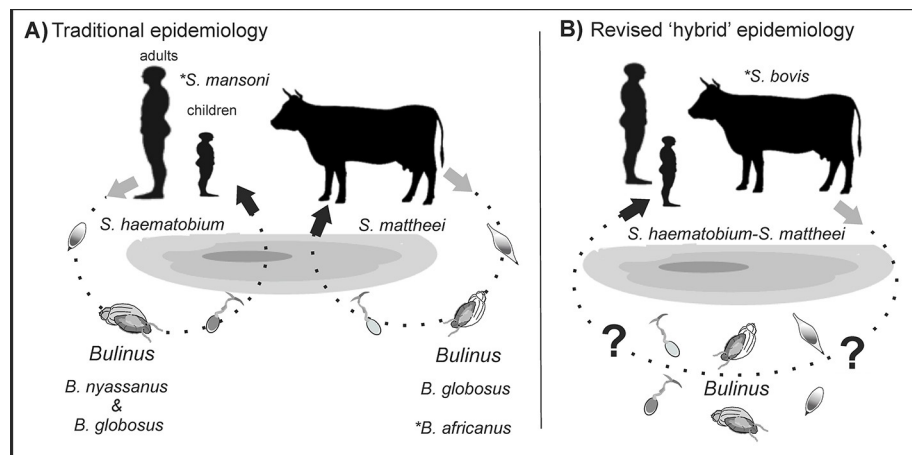 A) Traditional epidemiology
adults
*S. mansoni
children
S. haematobium
S. mattheei
Bulinus
B. nyassanus
&
B. globosus
Bulinus
B. globosus
*B. africanus
B) Revised ‘hybrid’ epidemiology
*S. bovis
S. haematobium-S. mattheei
?
?
Bulinus